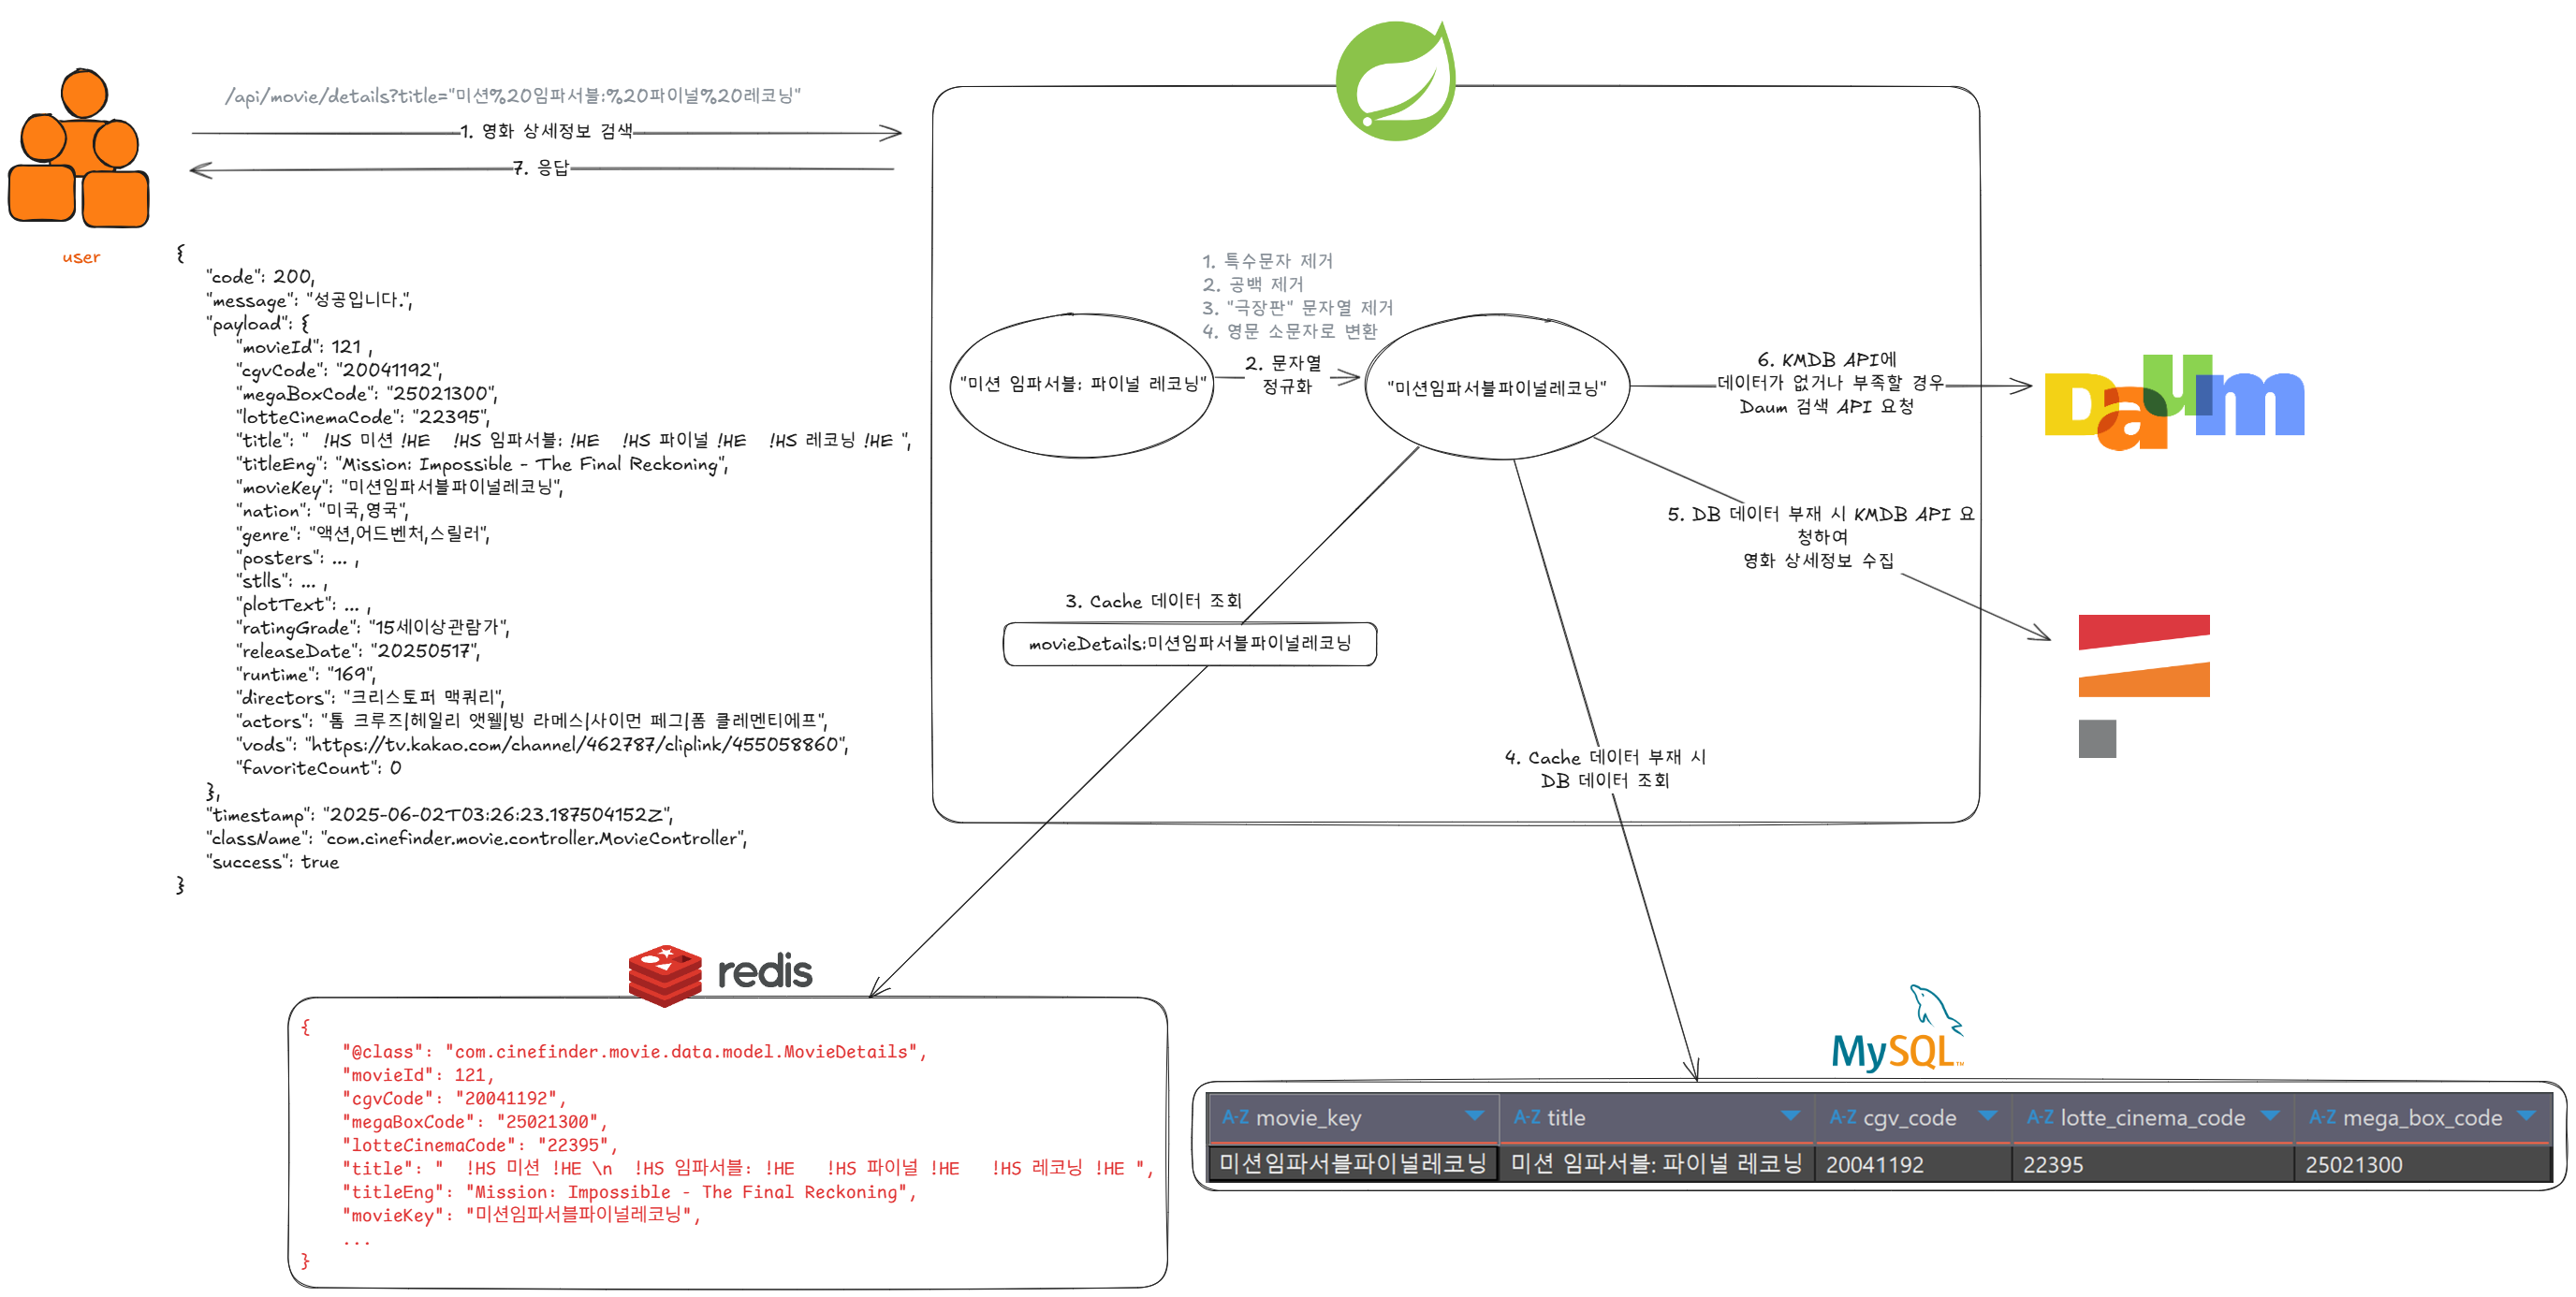 /api/movie/details?title="미션%20임파서블:%20파이널%20레코닝"
1. 영화 상세정보 검색
7. 응답
user
{
"code": 200,
"message": "성공입니다.",
"payload": {
"movieId": 121 ,
"cgvCode": "20041192",
"megaBoxCode": "25021300",
"lotteCinemaCode": "22395",
"title": "  !HS 미션 !HE   !HS 임파서블: !HE   !HS 파이널 !HE   !HS 레코닝 !HE ",
"titleEng": "Mission: Impossible - The Final Reckoning",
"movieKey": "미션임파서블파이널레코닝",
"nation": "미국,영국",
"genre": "액션,어드벤처,스릴러",
"posters": ... ,
"stlls": ... ,
"plotText": ... ,
"ratingGrade": "15세이상관람가",
"releaseDate": "20250517",
"runtime": "169",
"directors": "크리스토퍼 맥쿼리",
"actors": "톰 크루즈|헤일리 앳웰|빙 라메스|사이먼 페그|폼 클레멘티에프",
"vods": "https://tv.kakao.com/channel/462787/cliplink/455058860",
"favoriteCount": 0
},
"timestamp": "2025-06-02T03:26:23.187504152Z",
"className": "com.cinefinder.movie.controller.MovieController",
"success": true
}
1. 특수문자 제거
2. 공백 제거
3. "극장판" 문자열 제거
4. 영문 소문자로 변환
"미션 임파서블: 파이널 레코닝"
2. 문자열
정규화
"미션임파서블파이널레코닝"
6. KMDB API에
데이터가 없거나 부족할 경우
Daum 검색 API 요청
Daum
5. DB 데이터 부재 시 KMDB API 요
청하여
영화 상세정보 수집
3. Cache 데이터 조회
movieDetails:미션임파서블파이널레코닝
4. Cache 데이터 부재 시
DB 데이터 조회
redis
{
"@class": "com.cinefinder.movie.data.model.MovieDetails",
"movieId": 121,
"cgvCode": "20041192",
"megaBoxCode": "25021300",
"lotteCinemaCode": "22395",
"title": "  !HS 미션 !HE \n  !HS 임파서블: !HE   !HS 파이널 !HE   !HS 레코닝 !HE ",
"titleEng": "Mission: Impossible - The Final Reckoning",
"movieKey": "미션임파서블파이널레코닝",
...
}
MySQL™
A-Z movie_key A-Z title A-Z cgv_code A-Z lotte_cinema_code A-Z mega_box_code
미션임파서블파이널레코닝 미션 임파서블: 파이널 레코닝 20041192 22395 25021300